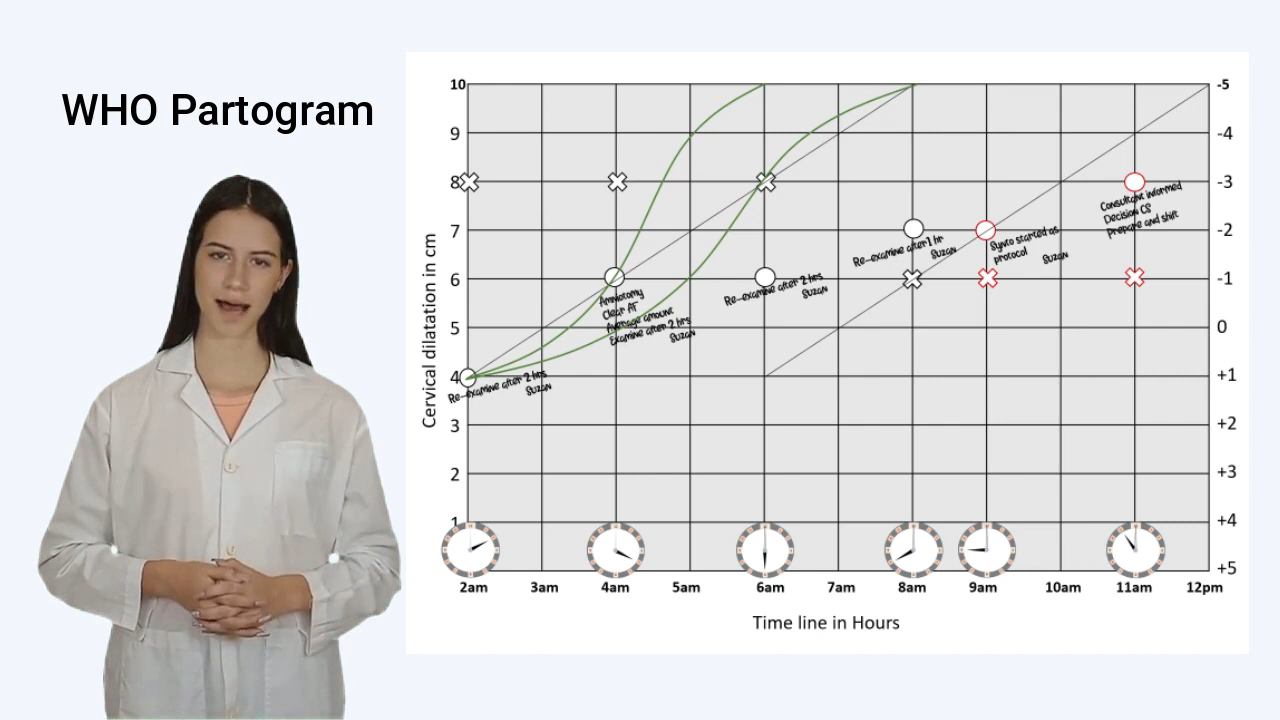 WHO Partogram
10
9
8
7
6
5
4
3
2
1
Cervical dilatation in cm
-5
-4
-3
-2
-1
0
+1
+2
+3
+4
+5
Re-examine after 2 hrs
Suzan
Amniotomy
Clear AF
Average amount
Examine after 2 hrs
Suzan
Re-examine after 2 hrs
Suzan
Re-examine after 1 hr
Suzan
Synto started as
protocol Suzan
Consultant informed
Decision CS
Prepare and shift
2am 3am 4am 5am 6am 7am 8am 9am 10am 11am 12pm
Time line in Hours